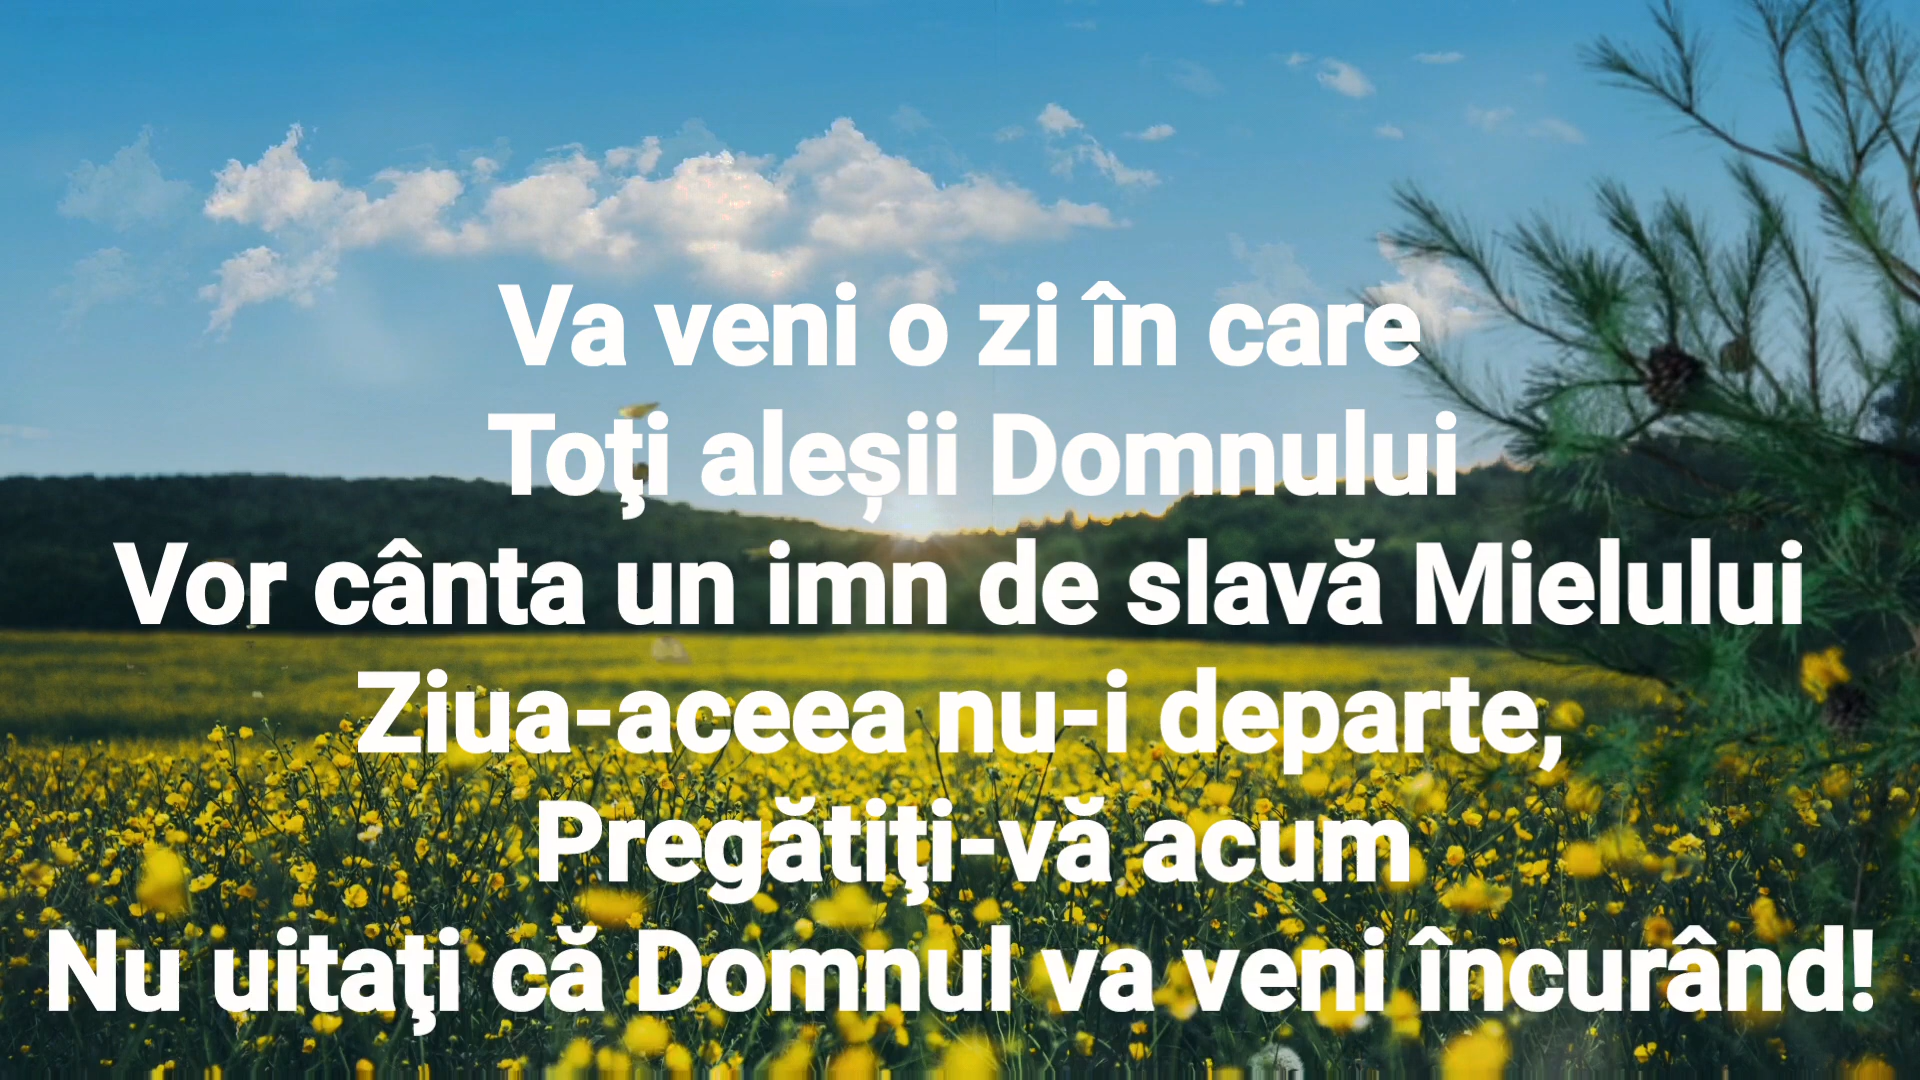 Va veni o zi în care
Toţi aleșii Domnului
Vor cânta un imn de slavă Mielului
Ziua-aceea nu-i departe,
Pregătiţi-vă acum
Nu uitaţi că Domnul va veni încurând!